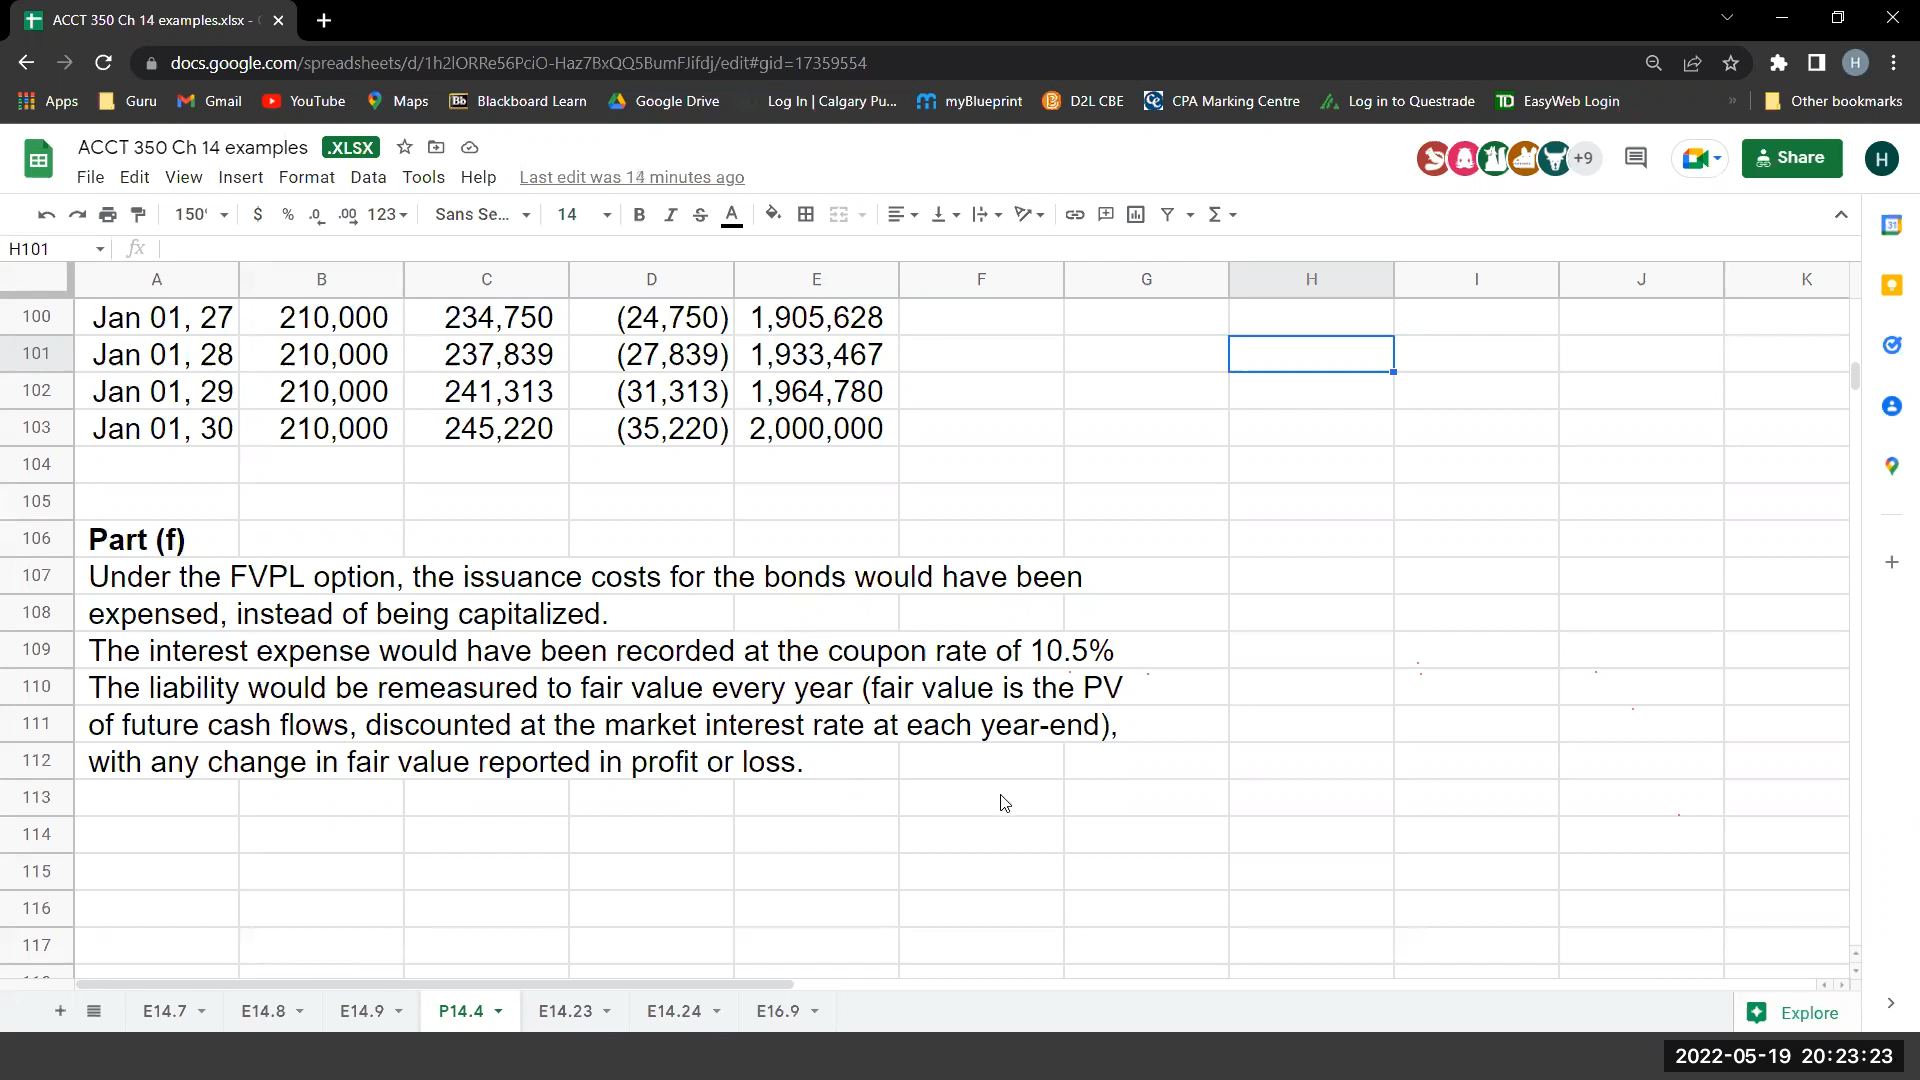 ACCT 350 Ch 14 examples.xlsx -
docs.google.com/spreadsheets/d/1h2lORRe56PciO-Haz7BxQQ5BumFJifdj/edit#gid=17359554
H
Apps Guru Gmail YouTube Maps Bb Blackboard Learn Google Drive Log In | Calgary Pu... myBlueprint D2L CBE CPA Marking Centre Log in to Questrade TD EasyWeb Login » Other bookmarks
ACCT 350 Ch 14 examples .XLSX
+9 Share H
File Edit View Insert Format Data Tools Help Last edit was 14 minutes ago
150 $ % .0 .00 123 Sans Se... 14 B I S A Σ
H101 fx
31
A B C D E F G H I J K
100 Jan 01, 27 210,000 234,750 (24,750) 1,905,628
101 Jan 01, 28 210,000 237,839 (27,839) 1,933,467
102 Jan 01, 29 210,000 241,313 (31,313) 1,964,780
103 Jan 01, 30 210,000 245,220 (35,220) 2,000,000
104
105
106 Part (f)
107 Under the FVPL option, the issuance costs for the bonds would have been
108 expensed, instead of being capitalized.
109 The interest expense would have been recorded at the coupon rate of 10.5%
110 The liability would be remeasured to fair value every year (fair value is the PV
111 of future cash flows, discounted at the market interest rate at each year-end),
112 with any change in fair value reported in profit or loss.
113
114
115
116
117
E14.7 E14.8 E14.9 P14.4 E14.23 E14.24 E16.9 Explore
2022-05-19 20:23:23